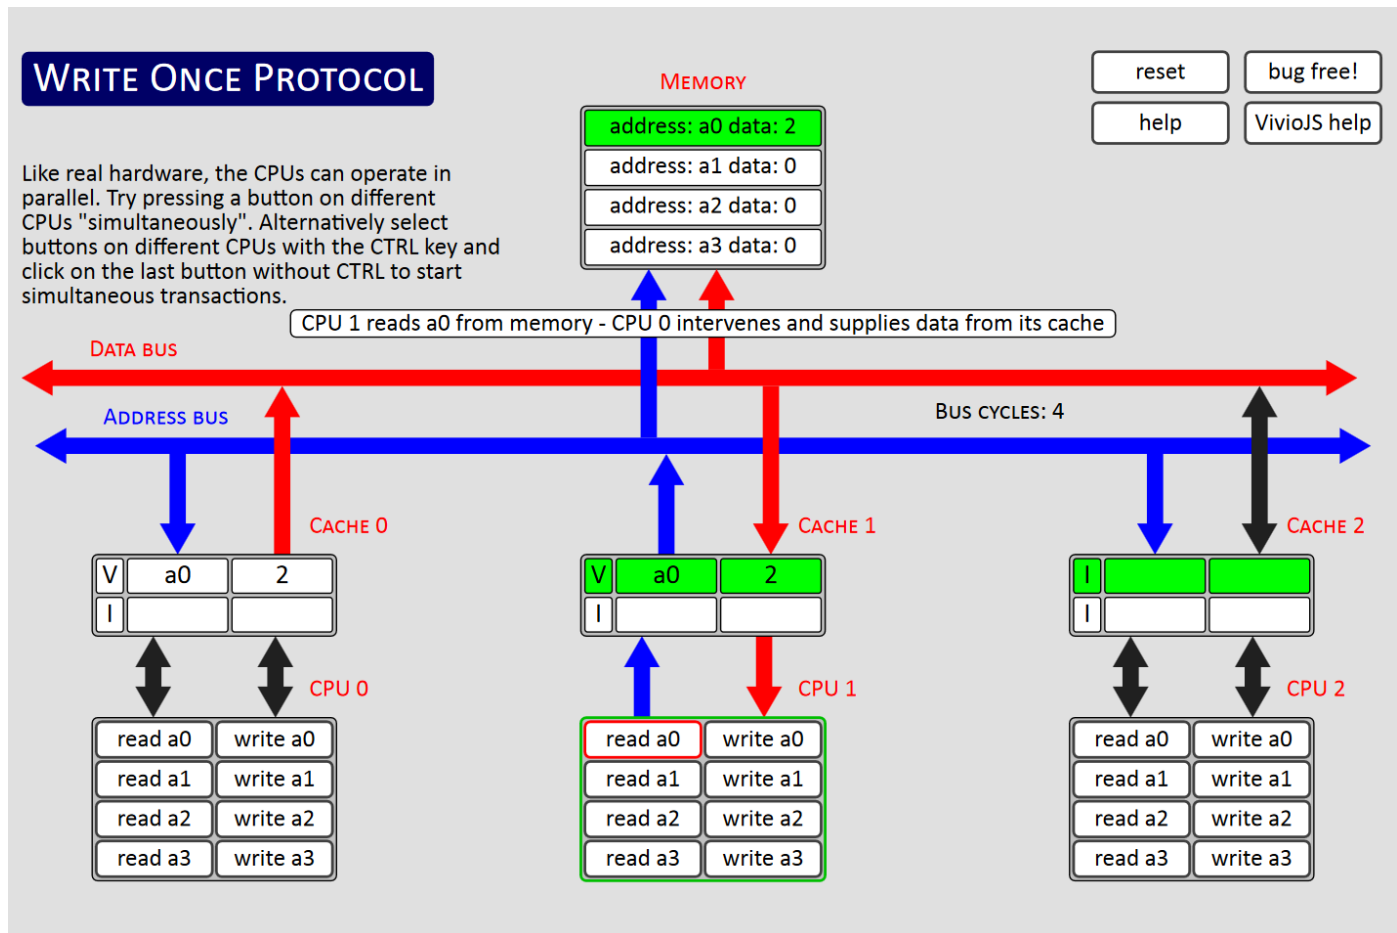 WRITE ONCE PROTOCOL
reset
bug free!
help
VivioJS help
MEMORY
address: a0 data: 2
address: a1 data: 0
address: a2 data: 0
address: a3 data: 0
Like real hardware, the CPUs can operate in
parallel. Try pressing a button on different
CPUs "simultaneously". Alternatively select
buttons on different CPUs with the CTRL key and
click on the last button without CTRL to start
simultaneous transactions.
CPU 1 reads a0 from memory - CPU 0 intervenes and supplies data from its cache
DATA BUS
ADDRESS BUS
BUS CYCLES: 4
CACHE 0
V a0 2
I
CPU 0
read a0 write a0
read a1 write a1
read a2 write a2
read a3 write a3
CACHE 1
V a0 2
I
CPU 1
read a0 write a0
read a1 write a1
read a2 write a2
read a3 write a3
CACHE 2
I
I
CPU 2
read a0 write a0
read a1 write a1
read a2 write a2
read a3 write a3